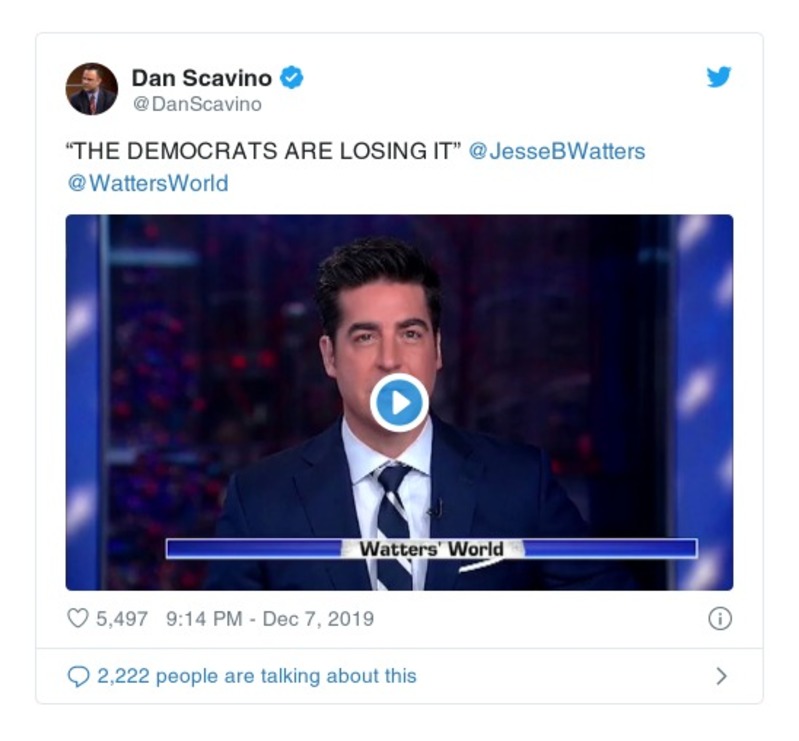 Dan Scavino
@DanScavino
“THE DEMOCRATS ARE LOSING IT” @JesseBWatters
@WattersWorld
Watters' World
5,497 9:14 PM - Dec 7, 2019
2,222 people are talking about this